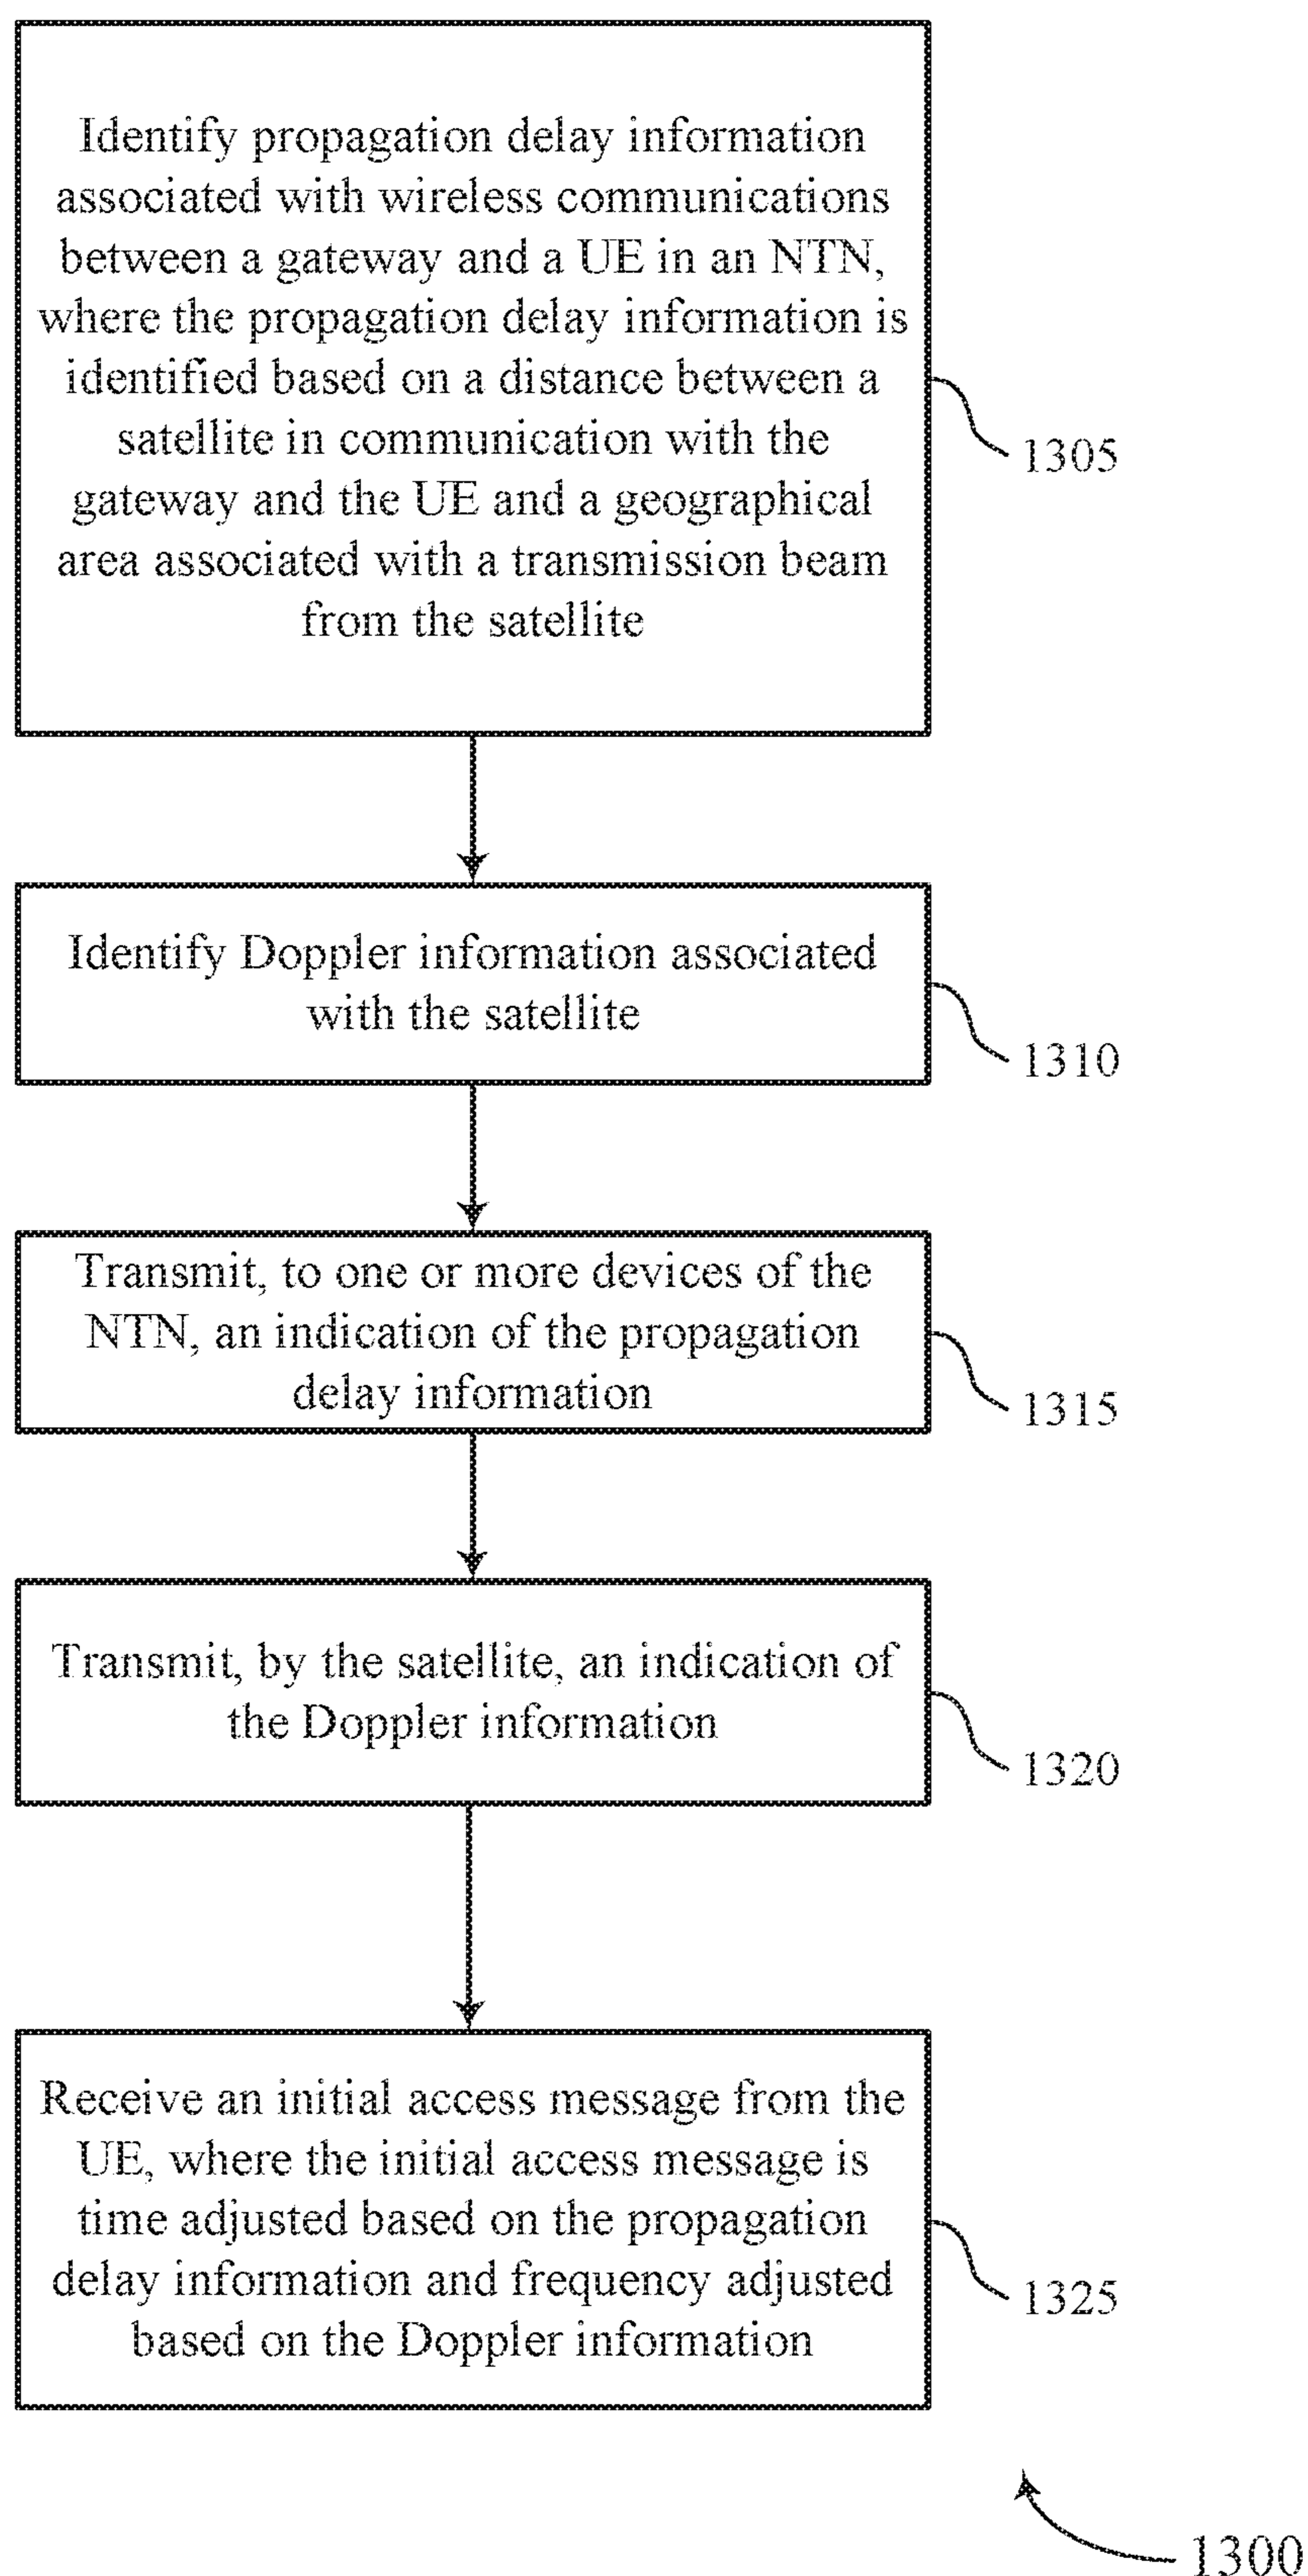 Identify propagation delay information
associated with wireless communications
between a gateway and a UE in an NTN,
where the propagation delay information is
identified based on a distance between a
satellite in communication with the
gateway and the UE and a geographical
area associated with a transmission beam
from the satellite
1305
Identify Doppler information associated
with the satellite
1310
Transmit, to one or more devices of the
NTN, an indication of the propagation
delay information
1315
Transmit, by the satellite, an indication of
the Doppler information
1320
Receive an initial access message from the
UE, where the initial access message is
time adjusted based on the propagation
delay information and frequency adjusted
based on the Doppler information
1325
1300